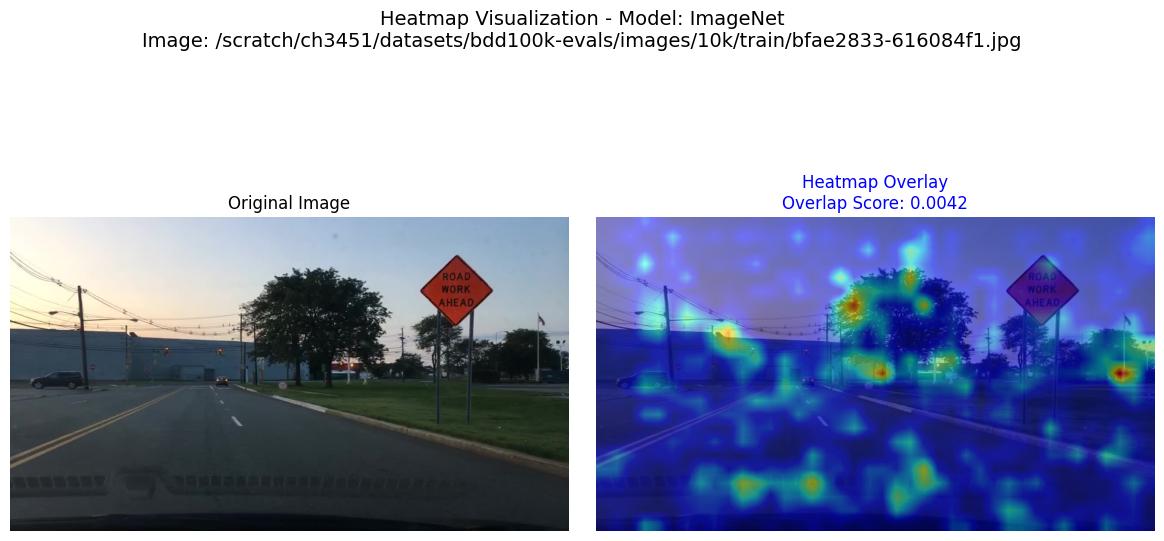 Heatmap Visualization - Model: ImageNet
Image: /scratch/ch3451/datasets/bdd100k-evals/images/10k/train/bfae2833-616084f1.jpg
Original Image
Heatmap Overlay
Overlap Score: 0.0042
ROAD
WORK
AHEAD
ROAD
WORK
AHEAD